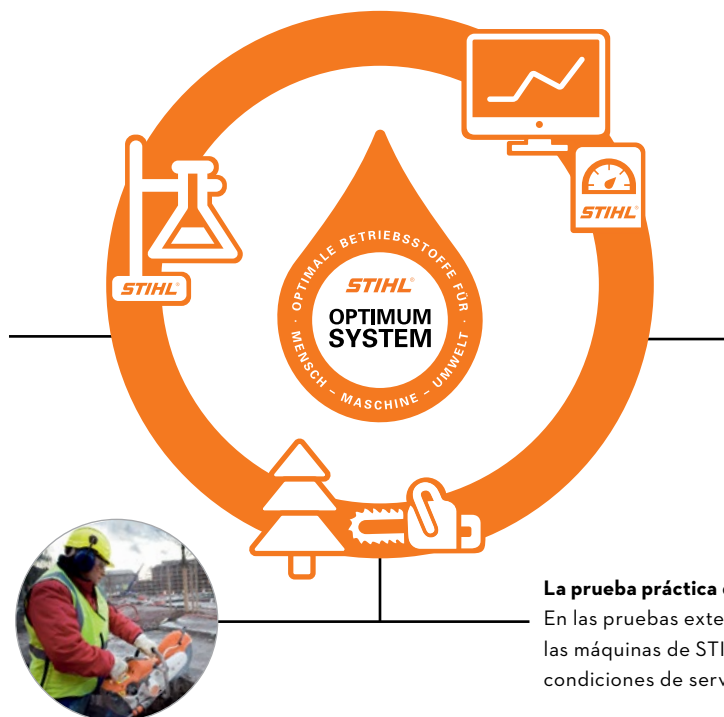 STIHL®
STIHL
OPTIMALE BETRIEBSSTOFFE FÜR
STIHL®
OPTIMUM
SYSTEM
· MENSCH – MASCHINE – UMWELT ·
La prueba práctica
En las pruebas exte
las máquinas de STI
condiciones de serv